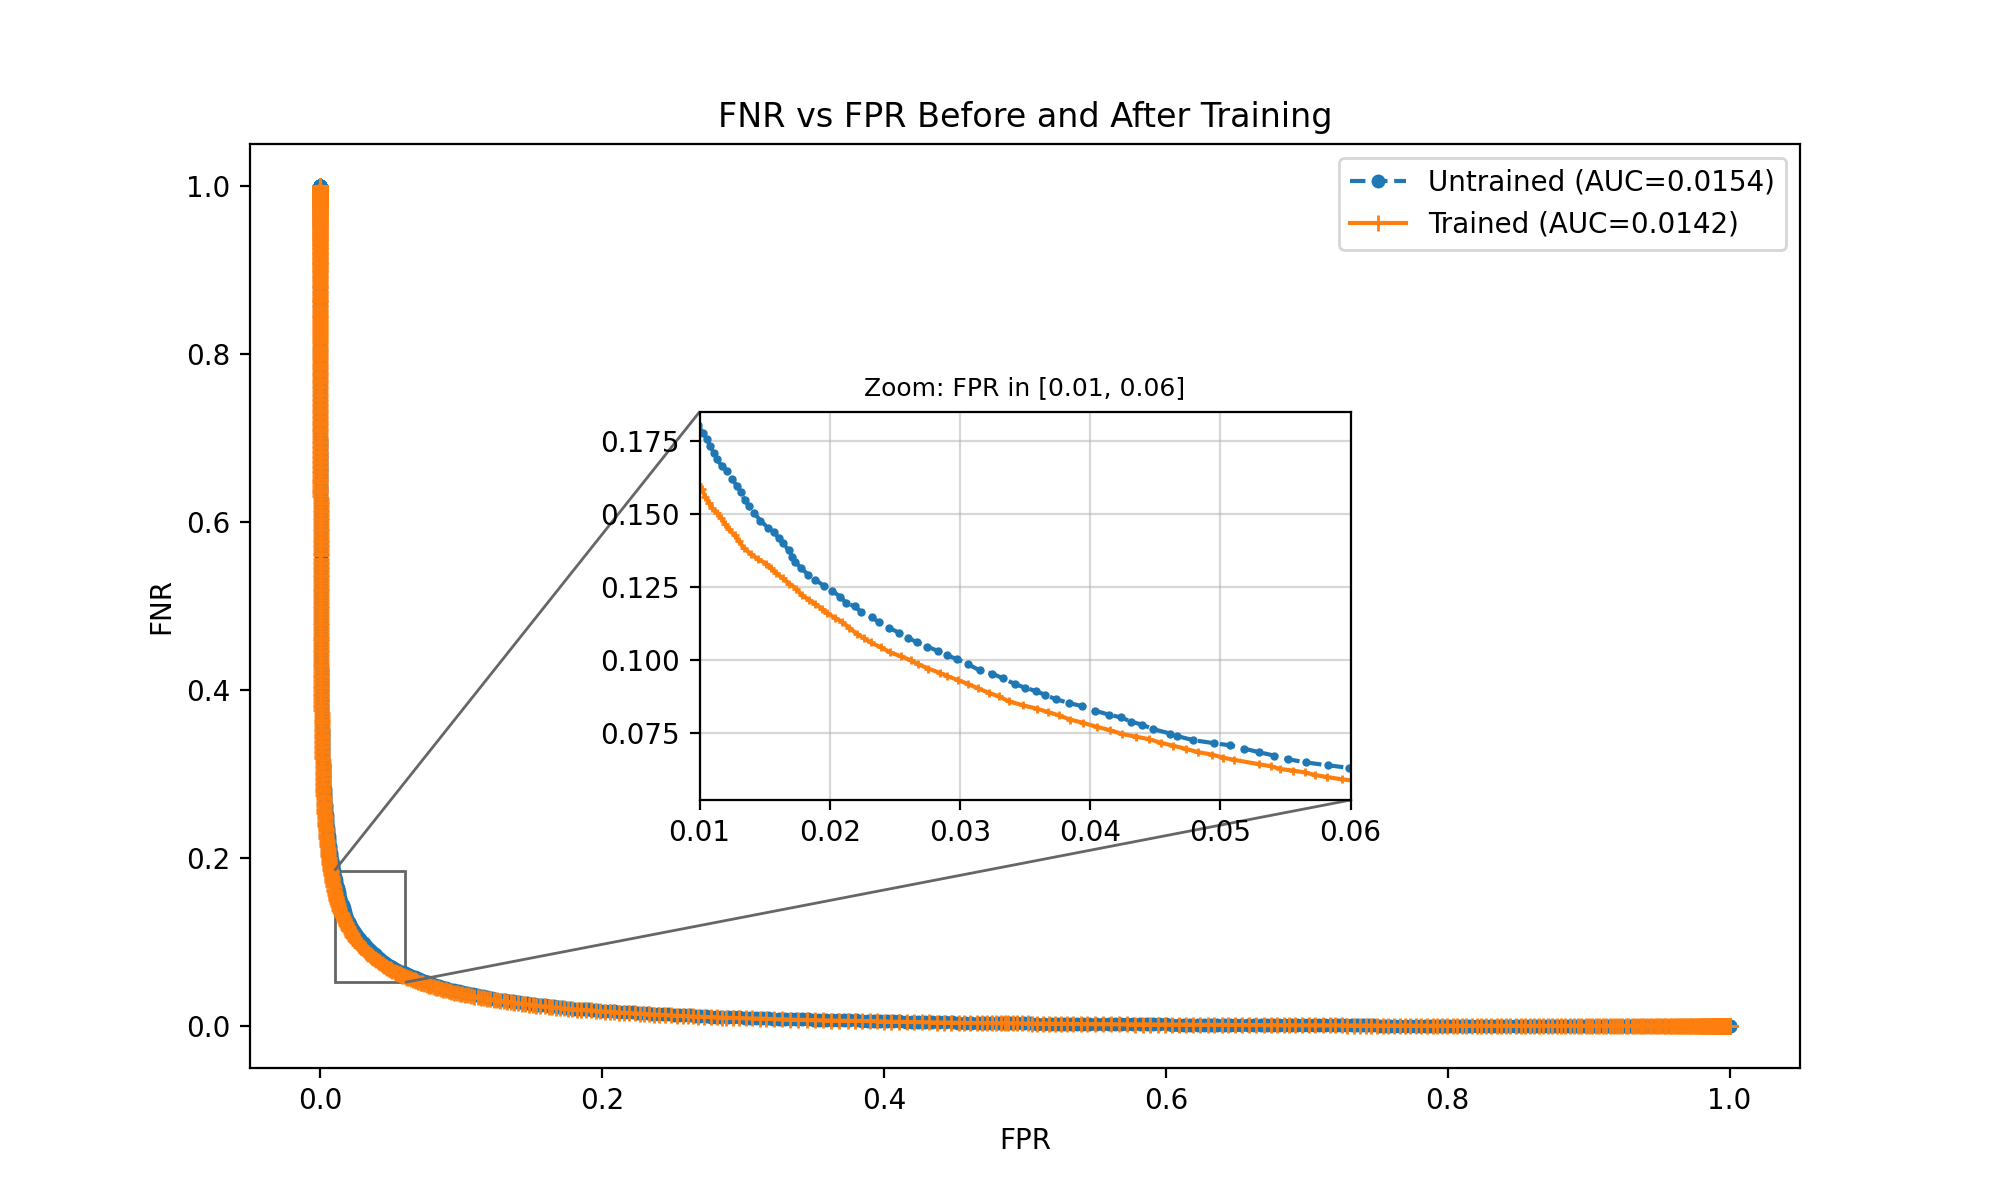 FNR vs FPR Before and After Training
Untrained (AUC=0.0154)
Trained (AUC=0.0142)
1.0
0.8
0.6
0.4
0.2
0.0
FNR
Zoom: FPR in [0.01, 0.06]
0.175
0.150
0.125
0.100
0.075
0.01 0.02 0.03 0.04 0.05 0.06
0.0 0.2 0.4 0.6 0.8 1.0
FPR